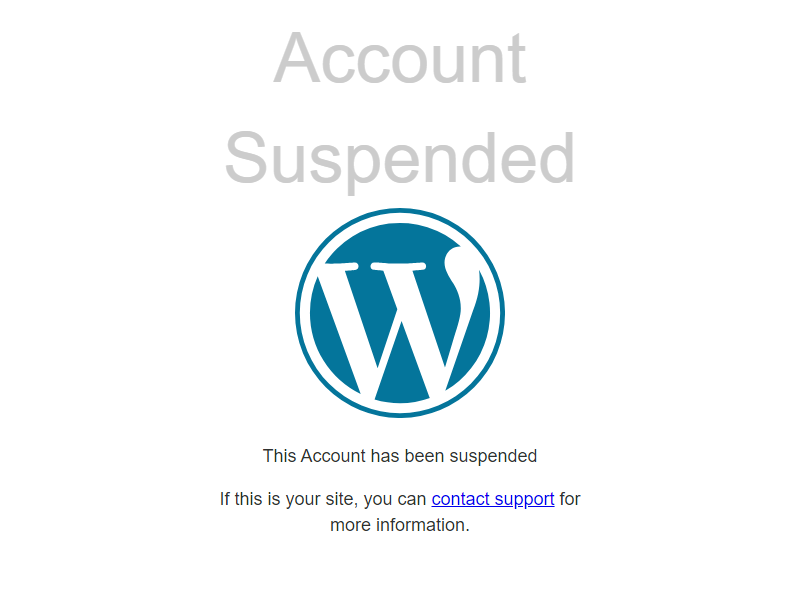 Account
Suspended
This Account has been suspended
If this is your site, you can contact support for
more information.